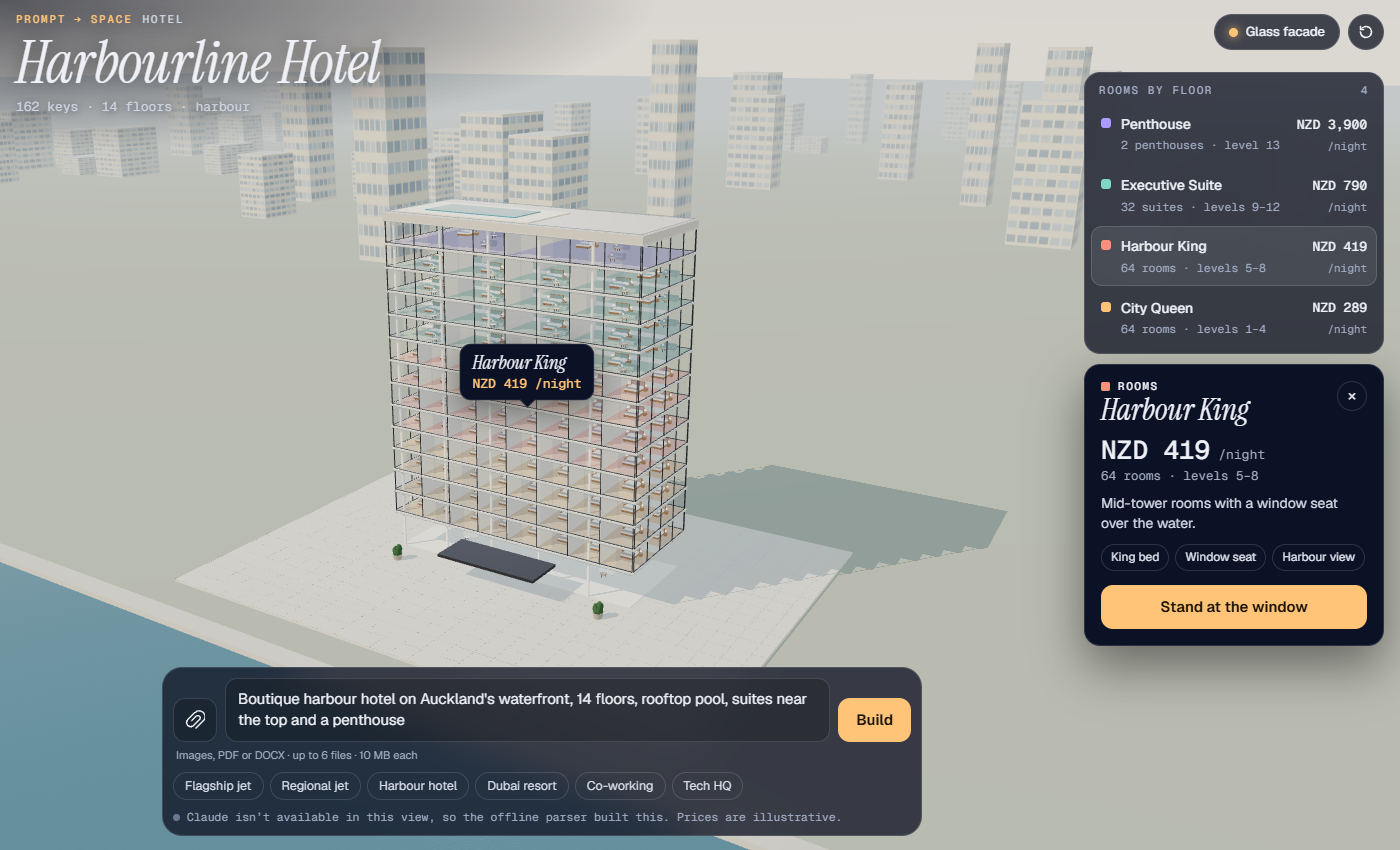 PROMPT → SPACE HOTEL
Harbourline Hotel
162 keys · 14 floors · harbour
Glass facade
ROOMS BY FLOOR 4
Penthouse NZD 3,900
2 penthouses · level 13 /night
Executive Suite NZD 790
32 suites · levels 9–12 /night
Harbour King NZD 419
64 rooms · levels 5–8 /night
City Queen NZD 289
64 rooms · levels 1–4 /night
Harbour King
NZD 419 /night
ROOMS
Harbour King
NZD 419 /night
64 rooms · levels 5–8
Mid-tower rooms with a window seat
over the water.
King bed Window seat Harbour view
Stand at the window
Boutique harbour hotel on Auckland's waterfront, 14 floors, rooftop pool, suites near
the top and a penthouse
Build
Images, PDF or DOCX · up to 6 files · 10 MB each
Flagship jet Regional jet Harbour hotel Dubai resort Co-working Tech HQ
Claude isn't available in this view, so the offline parser built this. Prices are illustrative.